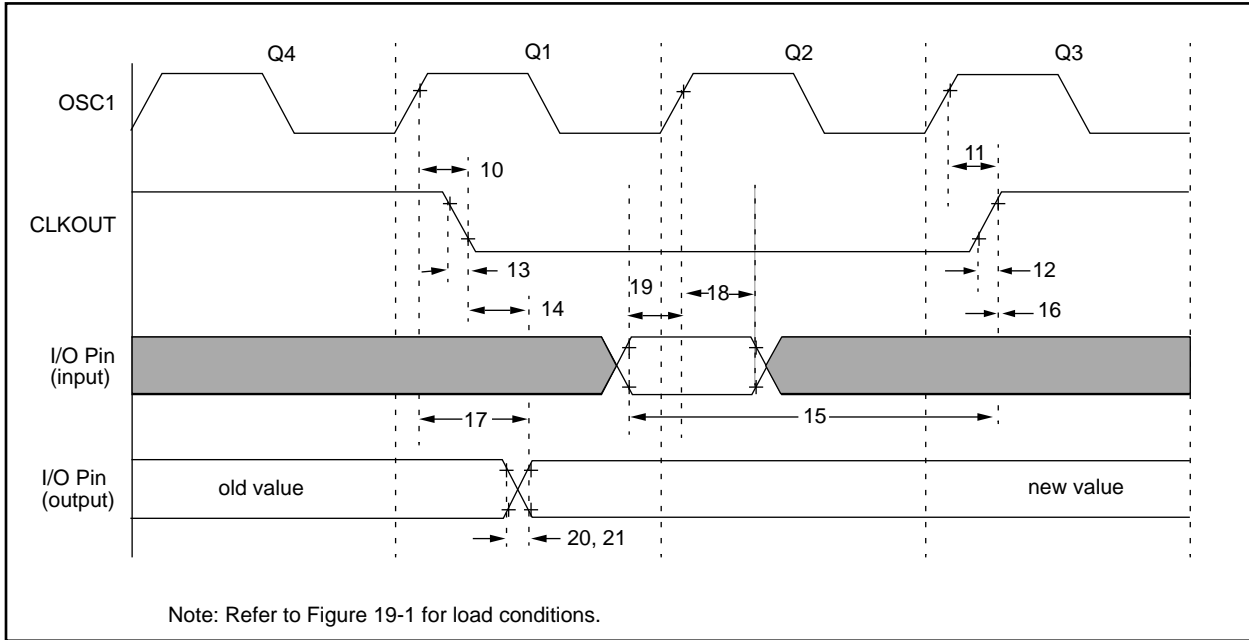 Q4 Q1 Q2 Q3
OSC1
10
11
CLKOUT
13
19
18
12
14
16
I/O Pin
(input)
17
15
I/O Pin
(output)
old value
new value
20, 21
Note: Refer to Figure 19-1 for load conditions.